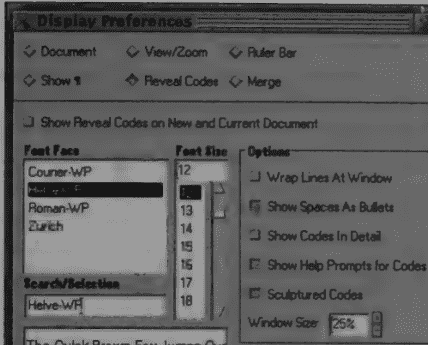 Display Preferences
Document View/Zoom Ruler Bar
Show ¶ Reveal Codes Merge
Show Reveal Codes on New and Current Document
Font Face Font Size Options
Courier-WP 12 Wrap Lines At Window
Roman-WP 13 Show Spaces As Bullets
Zurich 14 Show Codes In Detail
15
16 Show Help Prompts for Codes
Search/Selection 17 Sculptured Codes
Helve-WP 18 Window Size: 25%
The Quick Brown Fox Jumps